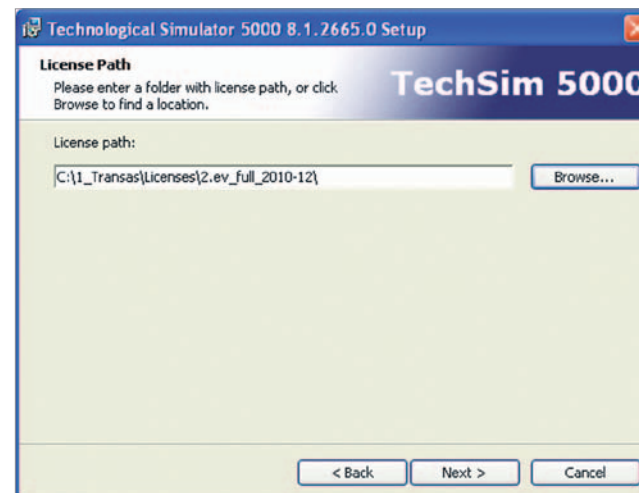 Technological Simulator 5000 8.1.2665.0 Setup
License Path
Please enter a folder with license path, or click
Browse to find a location.
TechSim 5000
License path:
C:\1_Transas\Licenses\2.ev_full_2010-12\
Browse...
< Back
Next >
Cancel